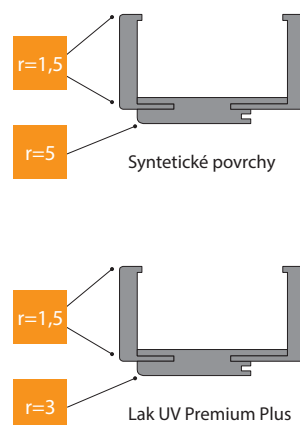 r=1,5
r=5
Syntetické povrchy
r=1,5
r=3
Lak UV Premium Plus